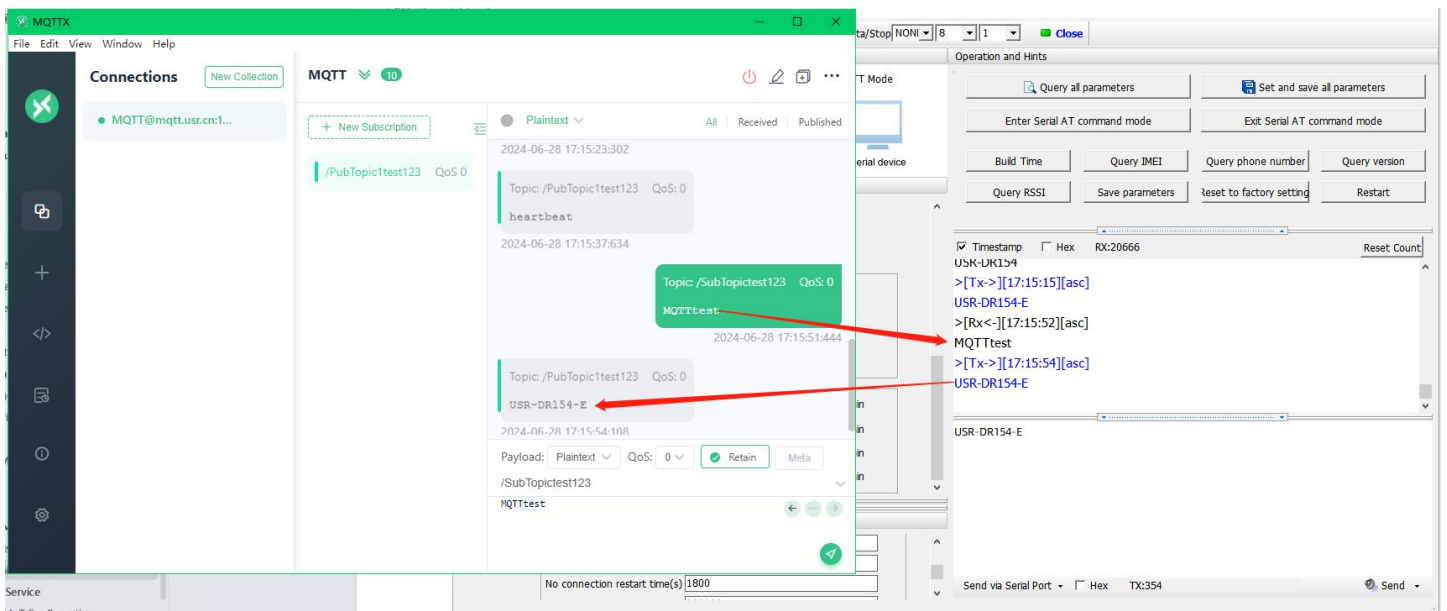 MQTTX
File Edit View Window Help
Connections
New Collection
MQTT@mqtt.usr.cn:1...
MQTT 10
+ New Subscription
/PubTopic1test123 QoS 0
Plaintext
All Received Published
2024-06-28 17:15:23:302
Topic: /PubTopic1test123 QoS: 0
heartbeat
2024-06-28 17:15:37:634
Topic: /SubTopictest123 QoS: 0
MQTTtest
2024-06-28 17:15:51:444
Topic: /PubTopic1test123 QoS: 0
USR-DR154-E
2024-06-28 17:15:54:108
Payload: Plaintext QoS: 0 Retain Meta
/SubTopictest123
MQTTtest
ta/Stop NONI 8 1 Close
T Mode
erial device
in
in
in
in
No connection restart time(s) 1800
Service
Operation and Hints
Query all parameters Set and save all parameters
Enter Serial AT command mode Exit Serial AT command mode
Build Time Query IMEI Query phone number Query version
Query RSSI Save parameters Reset to factory setting Restart
Timestamp Hex RX:20666 Reset Count
USR-DR154
>[Tx->][17:15:15][asc]
USR-DR154-E
>[Rx<-][17:15:52][asc]
MQTTtest
>[Tx->][17:15:54][asc]
USR-DR154-E
USR-DR154-E
Send via Serial Port Hex TX:354 Send